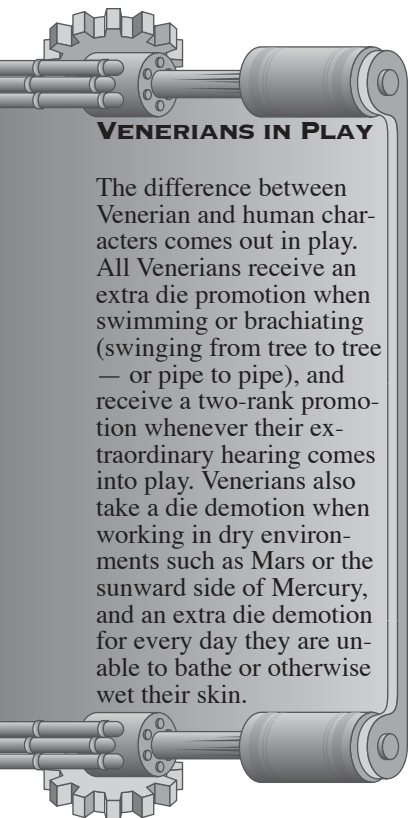 VENERIANS IN PLAY
The difference between
Venerian and human char-
acters comes out in play.
All Venerians receive an
extra die promotion when
swimming or brachiating
(swinging from tree to tree
— or pipe to pipe), and
receive a two-rank promo-
tion whenever their ex-
traordinary hearing comes
into play. Venerians also
take a die demotion when
working in dry environ-
ments such as Mars or the
sunward side of Mercury,
and an extra die demotion
for every day they are un-
able to bathe or otherwise
wet their skin.